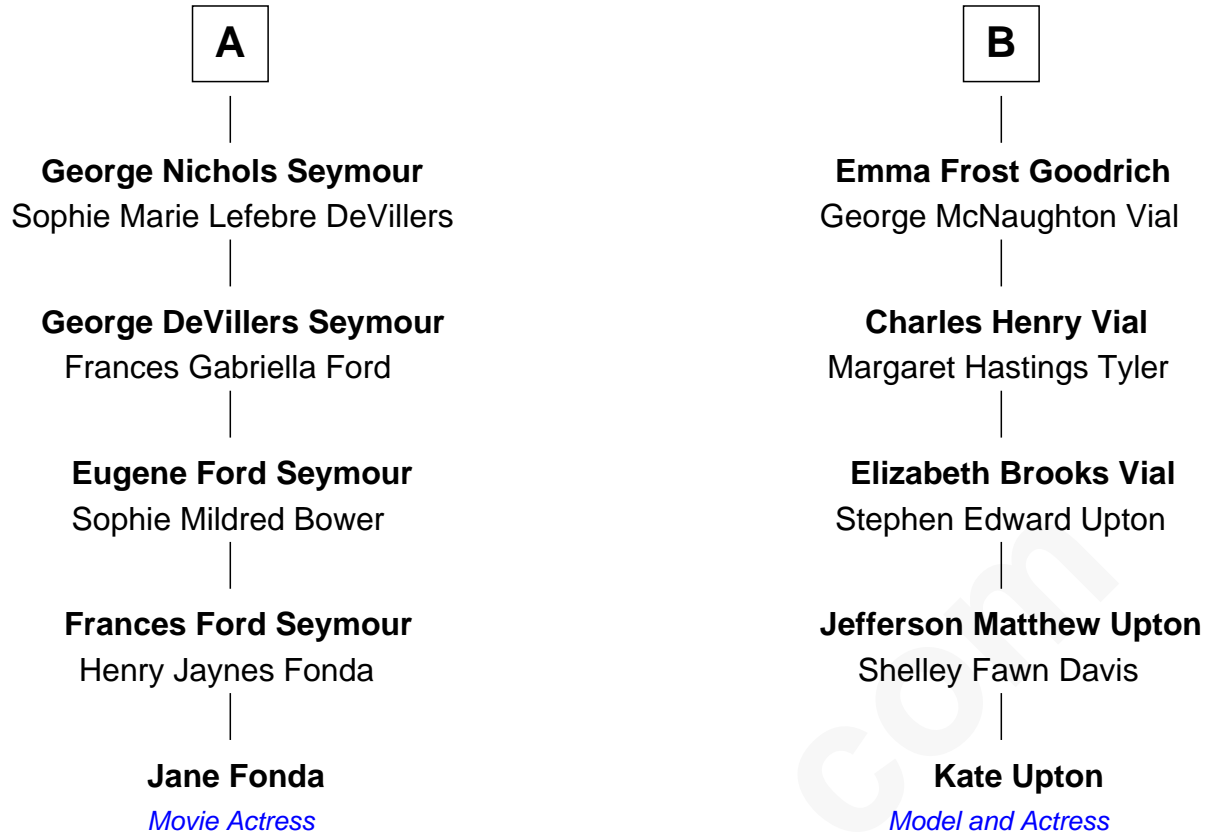 A
George Nichols Seymour
Sophie Marie Lefebre DeVillers
George DeVillers Seymour
Frances Gabriella Ford
Eugene Ford Seymour
Sophie Mildred Bower
Frances Ford Seymour
Henry Jaynes Fonda
Jane Fonda
Movie Actress
B
Emma Frost Goodrich
George McNaughton Vial
Charles Henry Vial
Margaret Hastings Tyler
Elizabeth Brooks Vial
Stephen Edward Upton
Jefferson Matthew Upton
Shelley Fawn Davis
Kate Upton
Model and Actress
com